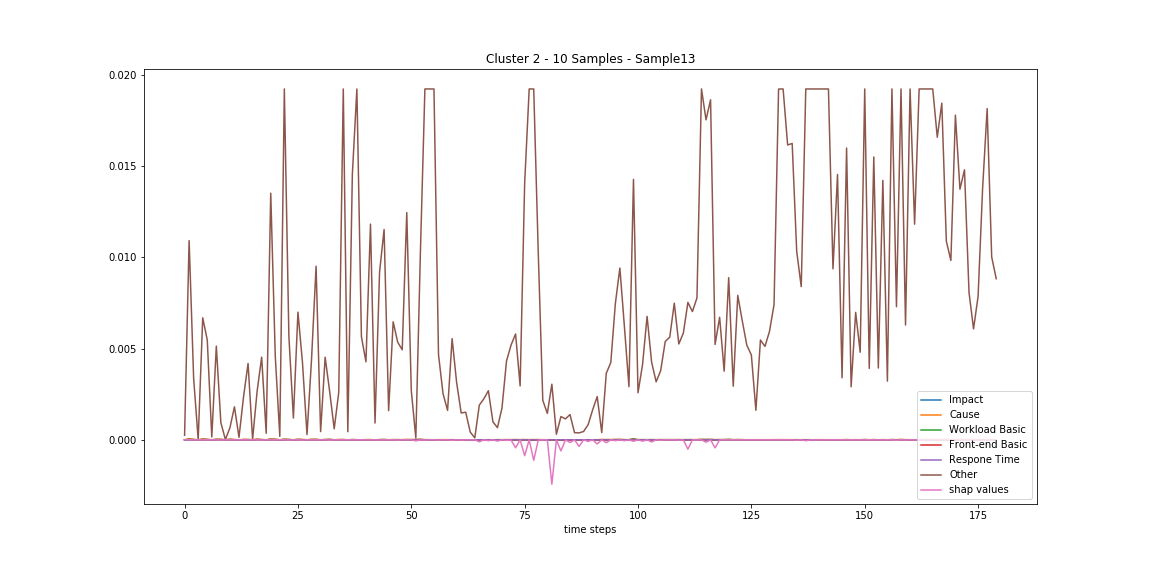 Cluster 2 - 10 Samples - Sample13
0.020
0.015
0.010
0.005
0.000
Impact
Cause
Workload Basic
Front-end Basic
Respone Time
Other
shap values
0 25 50 75 100 125 150 175
time steps